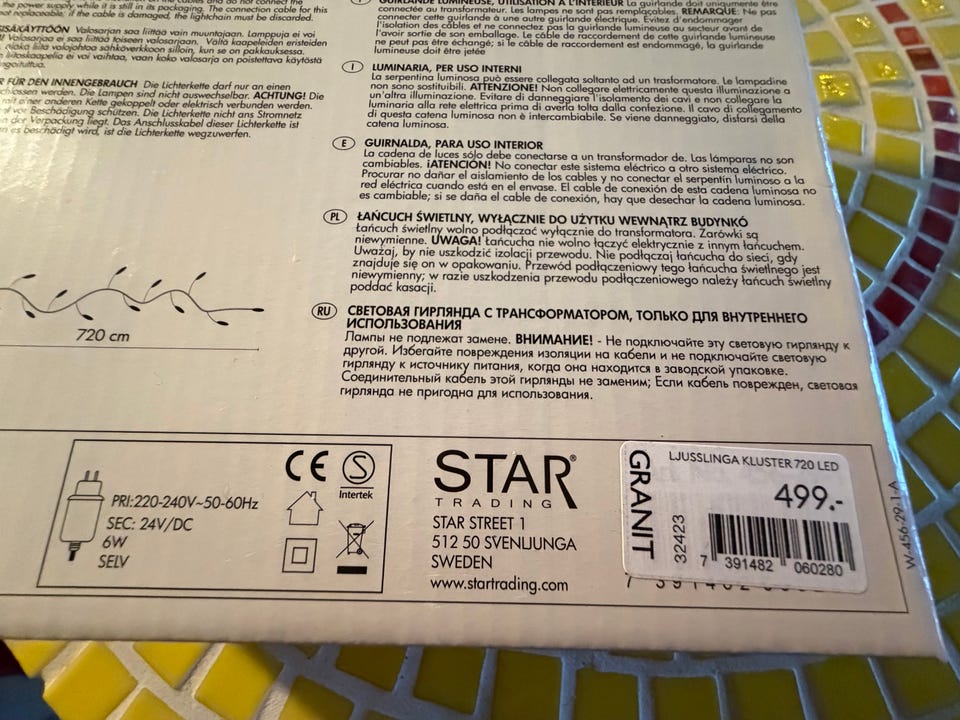 the power supply while it is still in its packaging. The connection cable for this
not replaceable; if the cable is damaged, the lightchain must be discarded.
Valosarjan saa liittää vain muuntajaan. Lamppuja ei voi
Valosarjaa ei saa liittää toiseen valosarjaan. Vältä kaapeleiden eristeiden
liitä valojohtoa sähköverkkoon silloin, kun se on pakkauksessa.
liitoskaapelia ei voi vaihtaa, vaan koko valosarja on poistettava käytöstä
FÜR DEN INNENGEBRAUCH Die Lichterkette darf nur an einen
werden. Die Lampen sind nicht auswechselbar. ACHTUNG! Die
mit einer anderen Kette gekoppelt oder elektrisch verbunden werden.
vor Beschädigung schützen. Die Lichterkette nicht ans Stromnetz
der Verpackung liegt. Das Anschlusskabel dieser Lichterkette ist
es beschädigt wird, ist die Lichterkette wegzuwerfen.
720 cm
GUIRLANDE LUMINEUSE, UTILISATION A L'INTERIEUR La guirlande doit uniquement être
connectée au transformateur. Les lampes ne sont pas remplaçables. REMARQUE: Ne pas
connecter cette guirlande à une autre guirlande électrique. Evitez d'endommager
l'isolation des câbles et ne connectez pas la guirlande lumineuse au secteur avant de
l'avoir sortie de son emballage. Le câble de raccordement de cette guirlande lumineuse
ne peut pas être échangé; si le câble de raccordement est endommagé, la guirlande
lumineuse doit être jetée
I LUMINARIA, PER USO INTERNI
La serpentina luminosa può essere collegata soltanto ad un trasformatore. Le lampadine
non sono sostituibili. ATTENZIONE! Non collegare elettricamente questa illuminazione a
un'altra illuminazione. Evitare di danneggiare l'isolamento dei cavi e non collegare la
luminaria alla rete elettrica prima di averla tolta dalla confezione. Il cavo di collegamento
di questa catena luminosa non è intercambiabile. Se viene danneggiato, disfarsi della
catena luminosa.
E GUIRNALDA, PARA USO INTERIOR
La cadena de luces sólo debe conectarse a un transformador de. Las lámparas no son
cambiables. ¡ATENCIÓN! No conectar este sistema eléctrico a otro sistema eléctrico.
Procurar no dañar el aislamiento de los cables y no conectar el serpentín luminoso a la
red eléctrica cuando está en el envase. El cable de conexión de esta cadena luminosa no
es cambiable; si se daña el cable de conexión, hay que desechar la cadena luminosa.
PL ŁAŃCUCH ŚWIETLNY, WYŁĄCZNIE DO UŻYTKU WEWNĄTRZ BUDYNKÓ
Łańcuch świetlny wolno podłączać wyłącznie do transformatora. Żarówki są
niewymienne. UWAGA! Łańcucha nie wolno łączyć elektrycznie z innym łańcuchem.
Uważaj, by nie uszkodzić izolacji przewodu. Nie podłączaj łańcucha do sieci, gdy
znajduje się on w opakowaniu. Przewód podłączeniowy tego łańcucha świetlnego jest
niewymienny; w razie uszkodzenia przewodu podłączeniowego należy łańcuch świetlny
poddać kasacji.
RU СВЕТОВАЯ ГИРЛЯНДА С ТРАНСФОРМАТОРОМ, ТОЛЬКО ДЛЯ ВНУТРЕННЕГО
ИСПОЛЬЗОВАНИЯ
Лампы не подлежат замене. ВНИМАНИЕ! - Не подключайте эту световую гирлянду к
другой. Избегайте повреждения изоляции на кабели и не подключайте световую
гирлянду к источнику питания, когда она находится в заводской упаковке.
Соединительный кабель этой гирлянды не заменим; Если кабель поврежден, световая
гирлянда не пригодна для использования.
PRI:220-240V~50-60Hz
SEC: 24V/DC
6W
SELV
CE S
Intertek
STAR®
TRADING
STAR STREET 1
512 50 SVENLJUNGA
SWEDEN
www.startrading.com
GRANIT
32423
LJUSSLINGA KLUSTER 720 LED
499.-
7 391482 060280
W-456-29-1-A